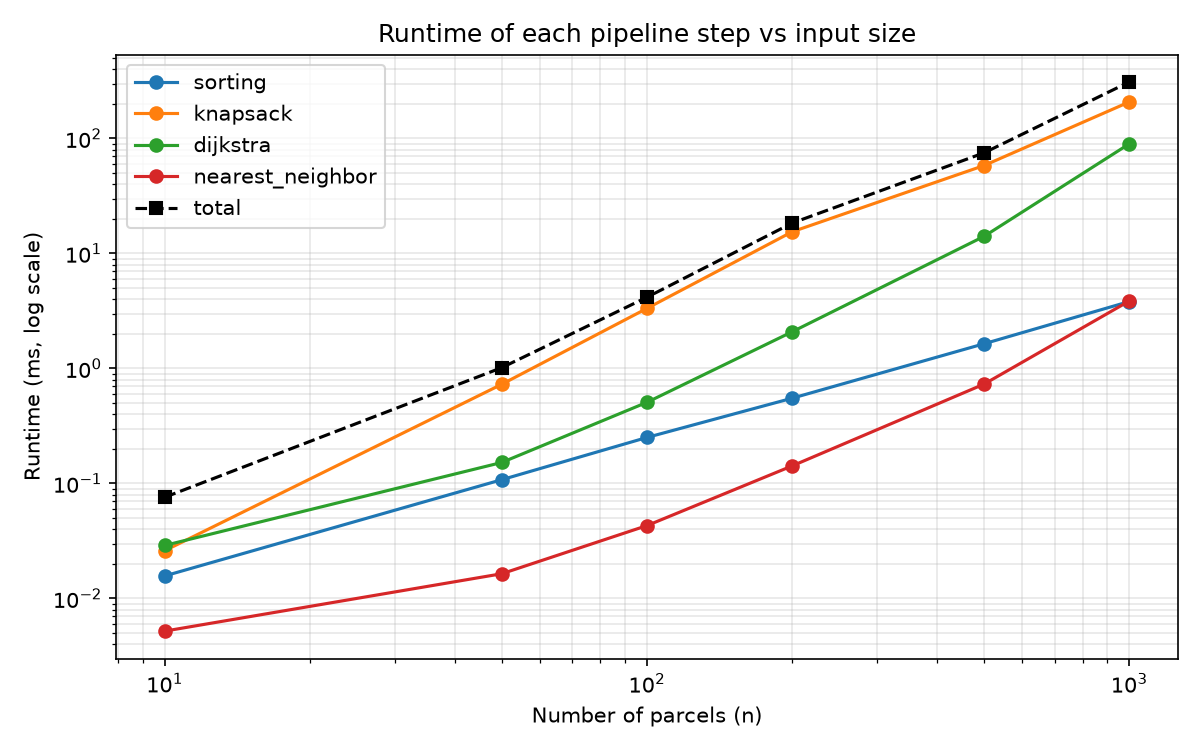 Runtime of each pipeline step vs input size
sorting
knapsack
dijkstra
nearest_neighbor
total
Runtime (ms, log scale)
10²
10¹
10⁰
10⁻¹
10⁻²
10¹ 10² 10³
Number of parcels (n)